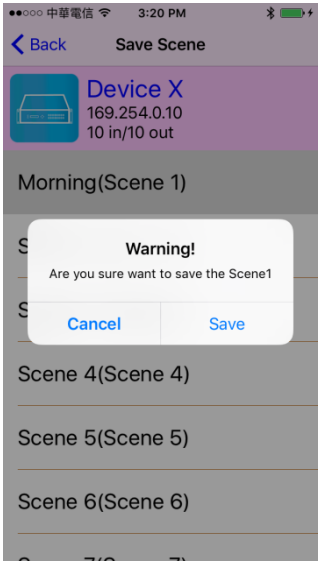 中華電信 3:20 PM
Back Save Scene
Device X
169.254.0.10
10 in/10 out
Morning(Scene 1)
Warning!
Are you sure want to save the Scene1
Cancel Save
Scene 4(Scene 4)
Scene 5(Scene 5)
Scene 6(Scene 6)